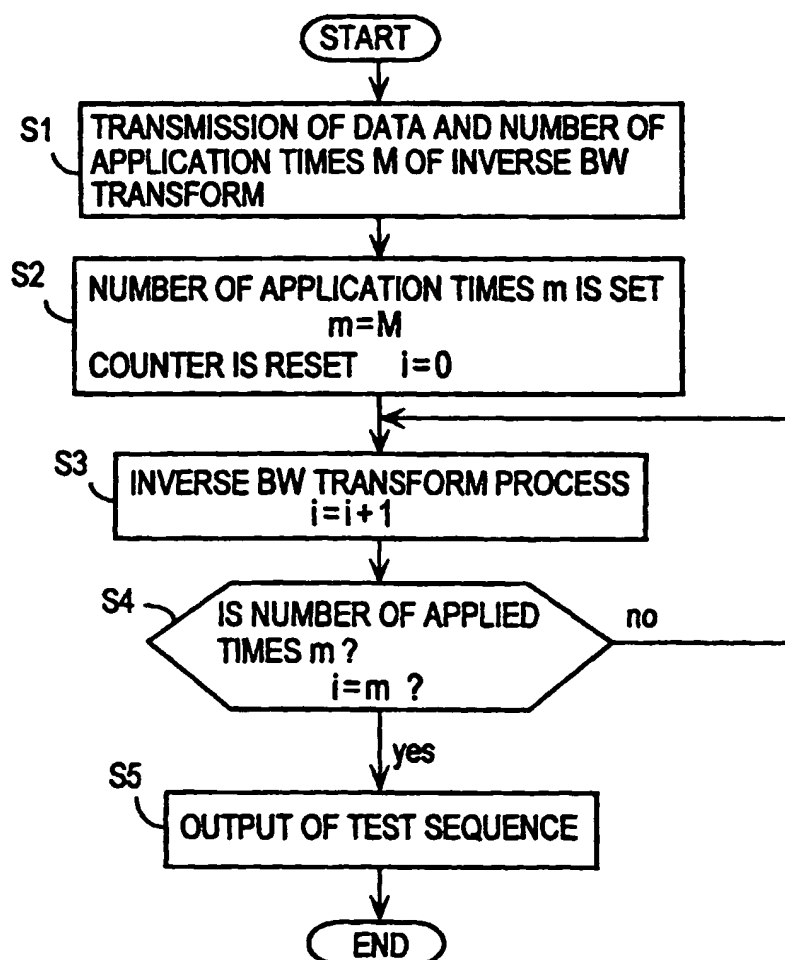 START
S1
TRANSMISSION OF DATA AND NUMBER OF
APPLICATION TIMES M OF INVERSE BW
TRANSFORM
S2
NUMBER OF APPLICATION TIMES m IS SET
m=M
COUNTER IS RESET i=0
S3
INVERSE BW TRANSFORM PROCESS
i=i+1
S4
IS NUMBER OF APPLIED
TIMES m ?
i=m ?
no
yes
S5
OUTPUT OF TEST SEQUENCE
END